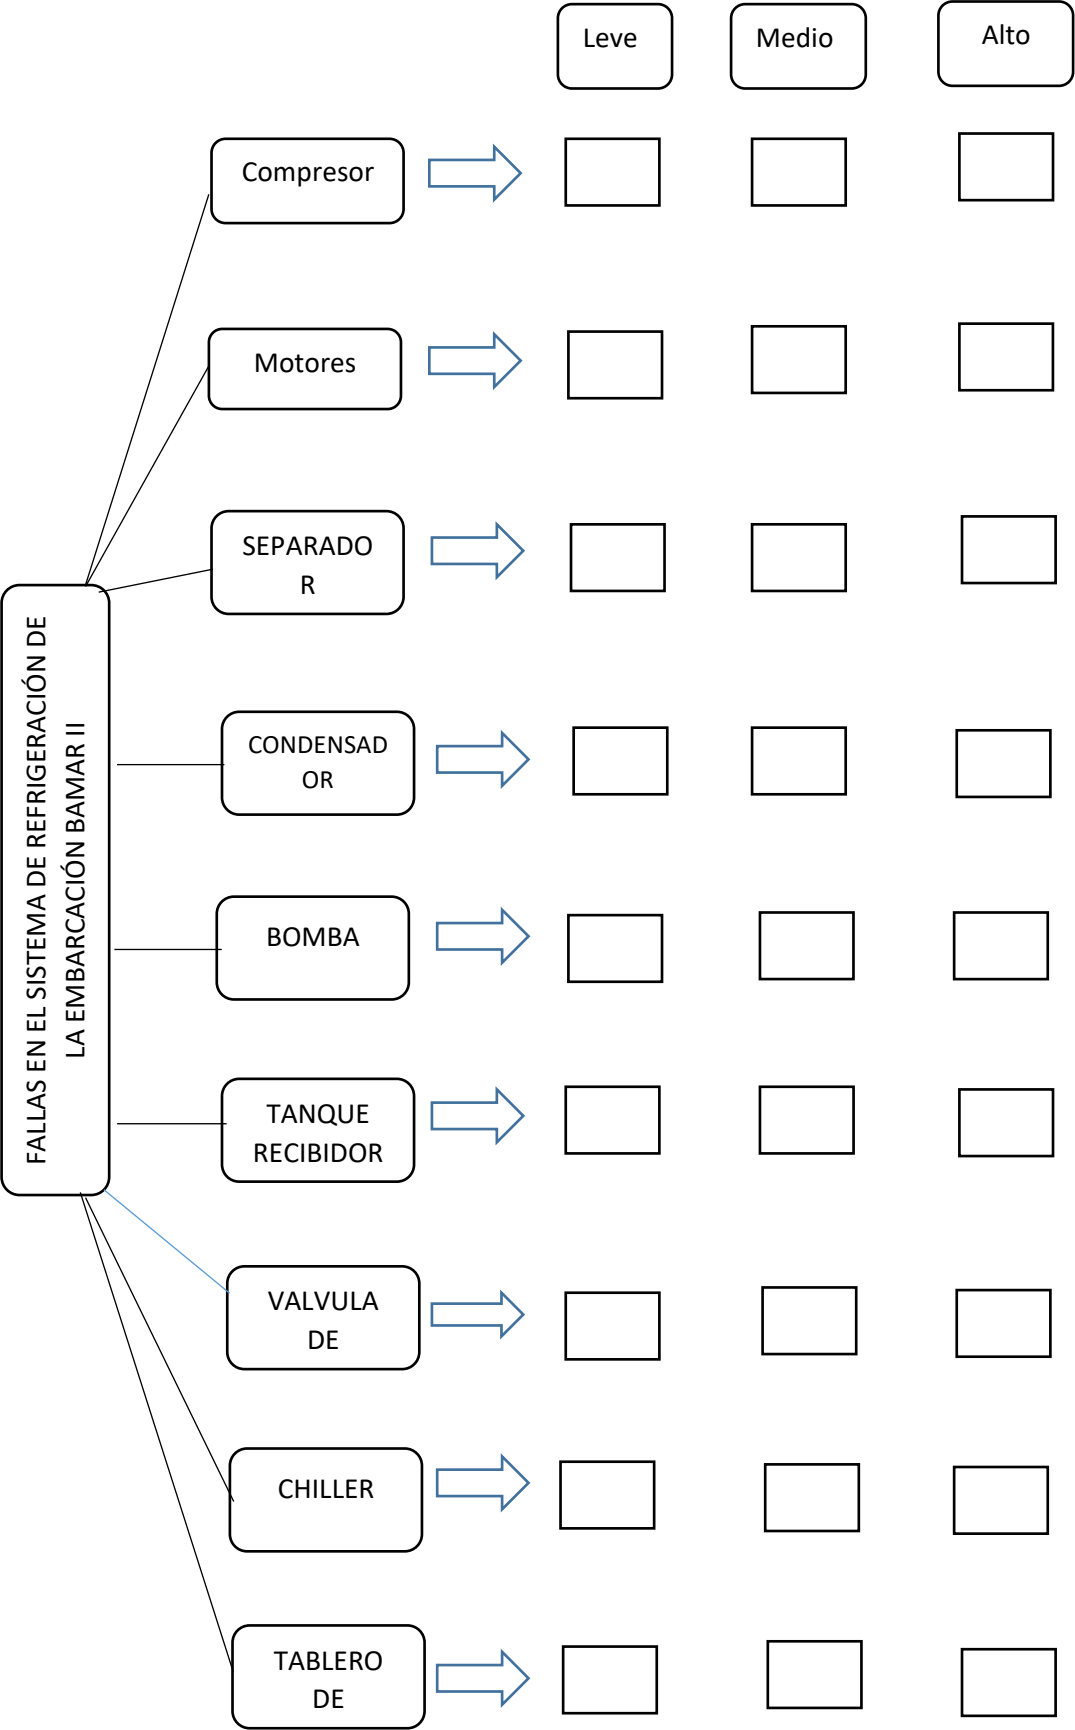 Leve
Medio
Alto
Compresor
Motores
SEPARADO
R
FALLAS EN EL SISTEMA DE REFRIGERACIÓN DE
LA EMBARCACIÓN BAMAR II
CONDENSAD
OR
BOMBA
TANQUE
RECIBIDOR
VALVULA
DE
CHILLER
TABLERO
DE